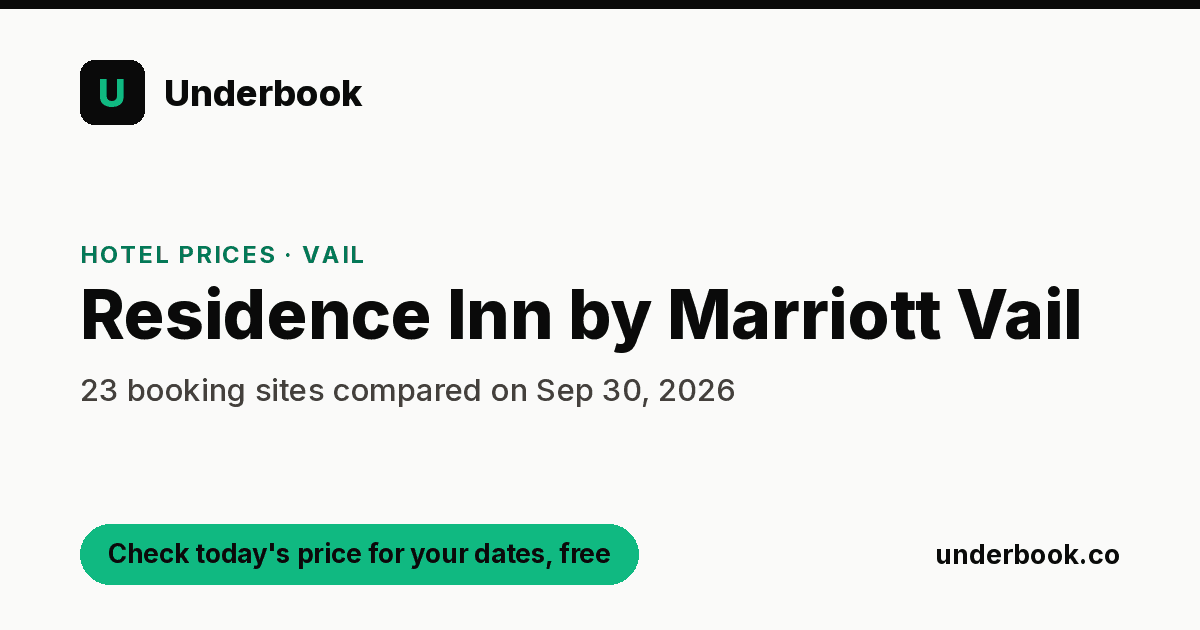 U Underbook
HOTEL PRICES · VAIL
Residence Inn by Marriott Vail
23 booking sites compared on Sep 30, 2026
Check today's price for your dates, free
underbook.co